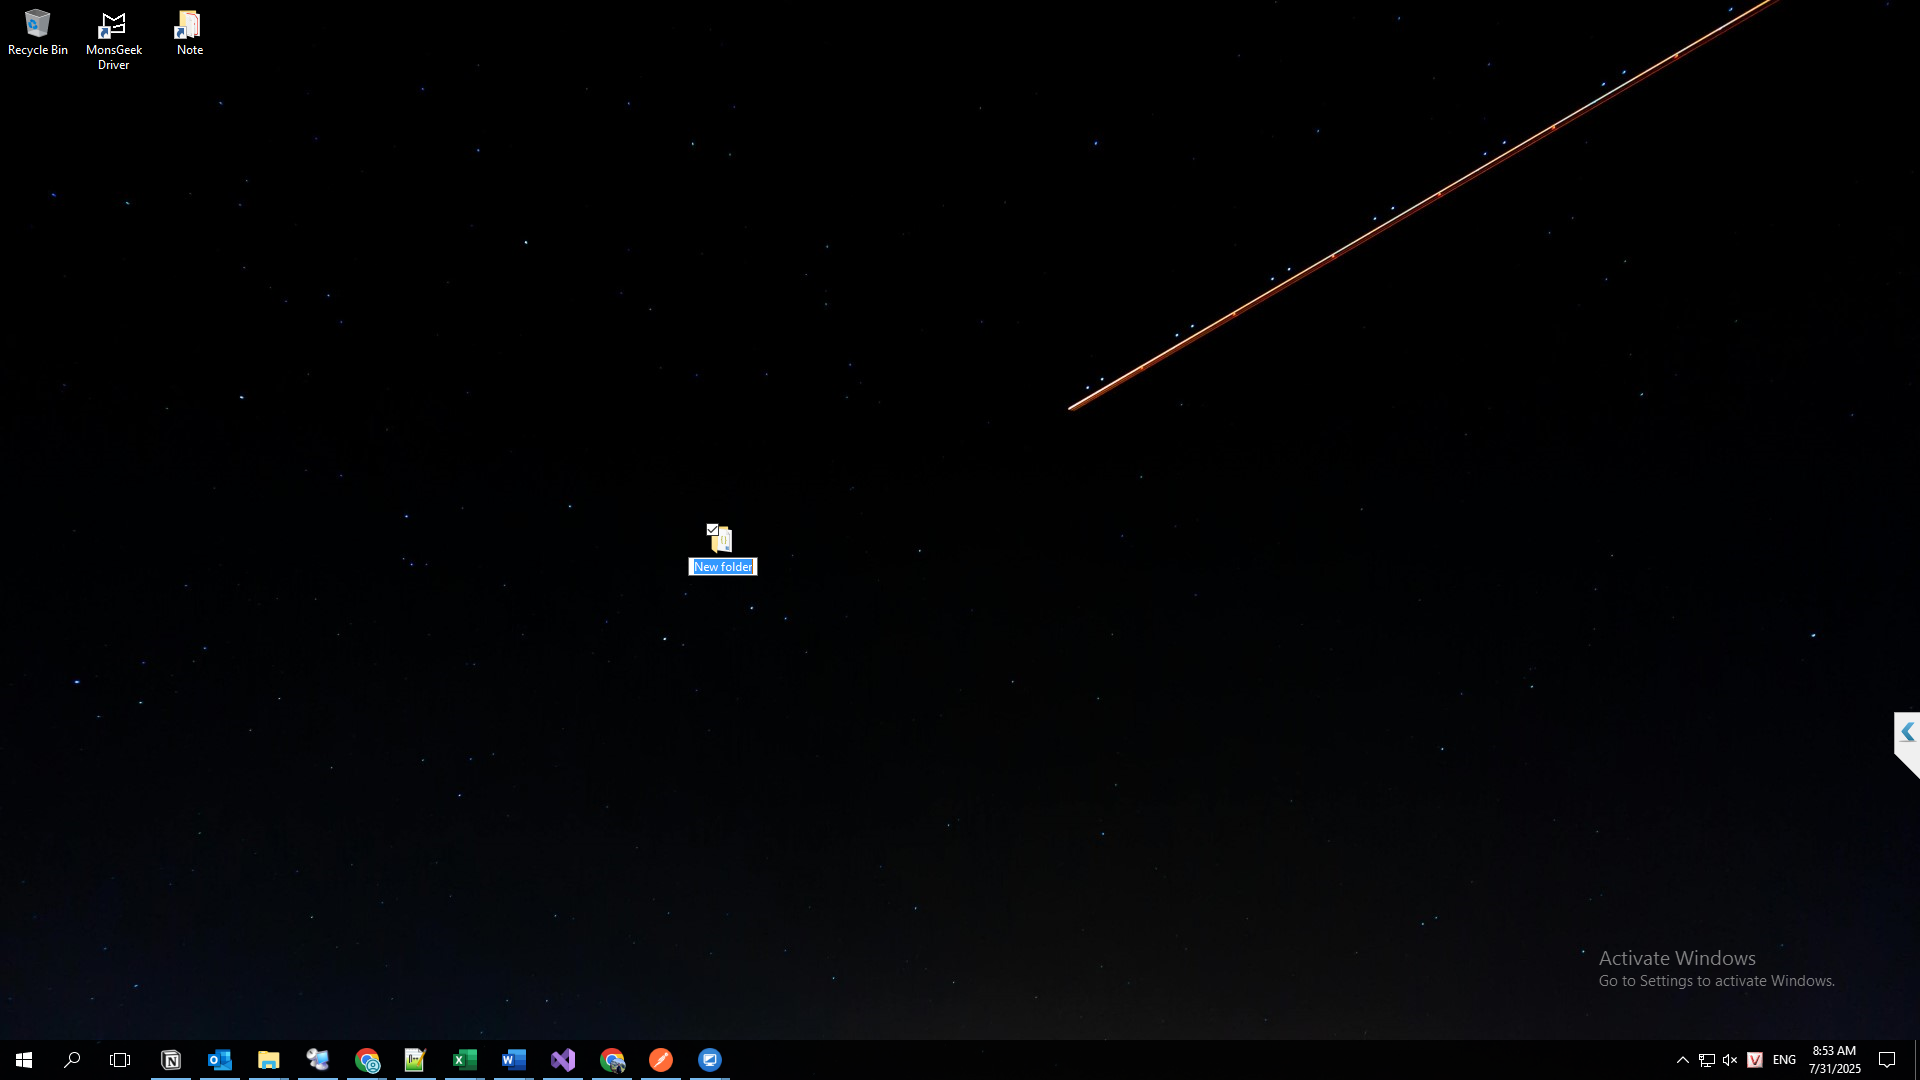 Recycle Bin
MonsGeek
Driver
Note
New folder
Activate Windows
Go to Settings to activate Windows.
ENG
8:53 AM
7/31/2025